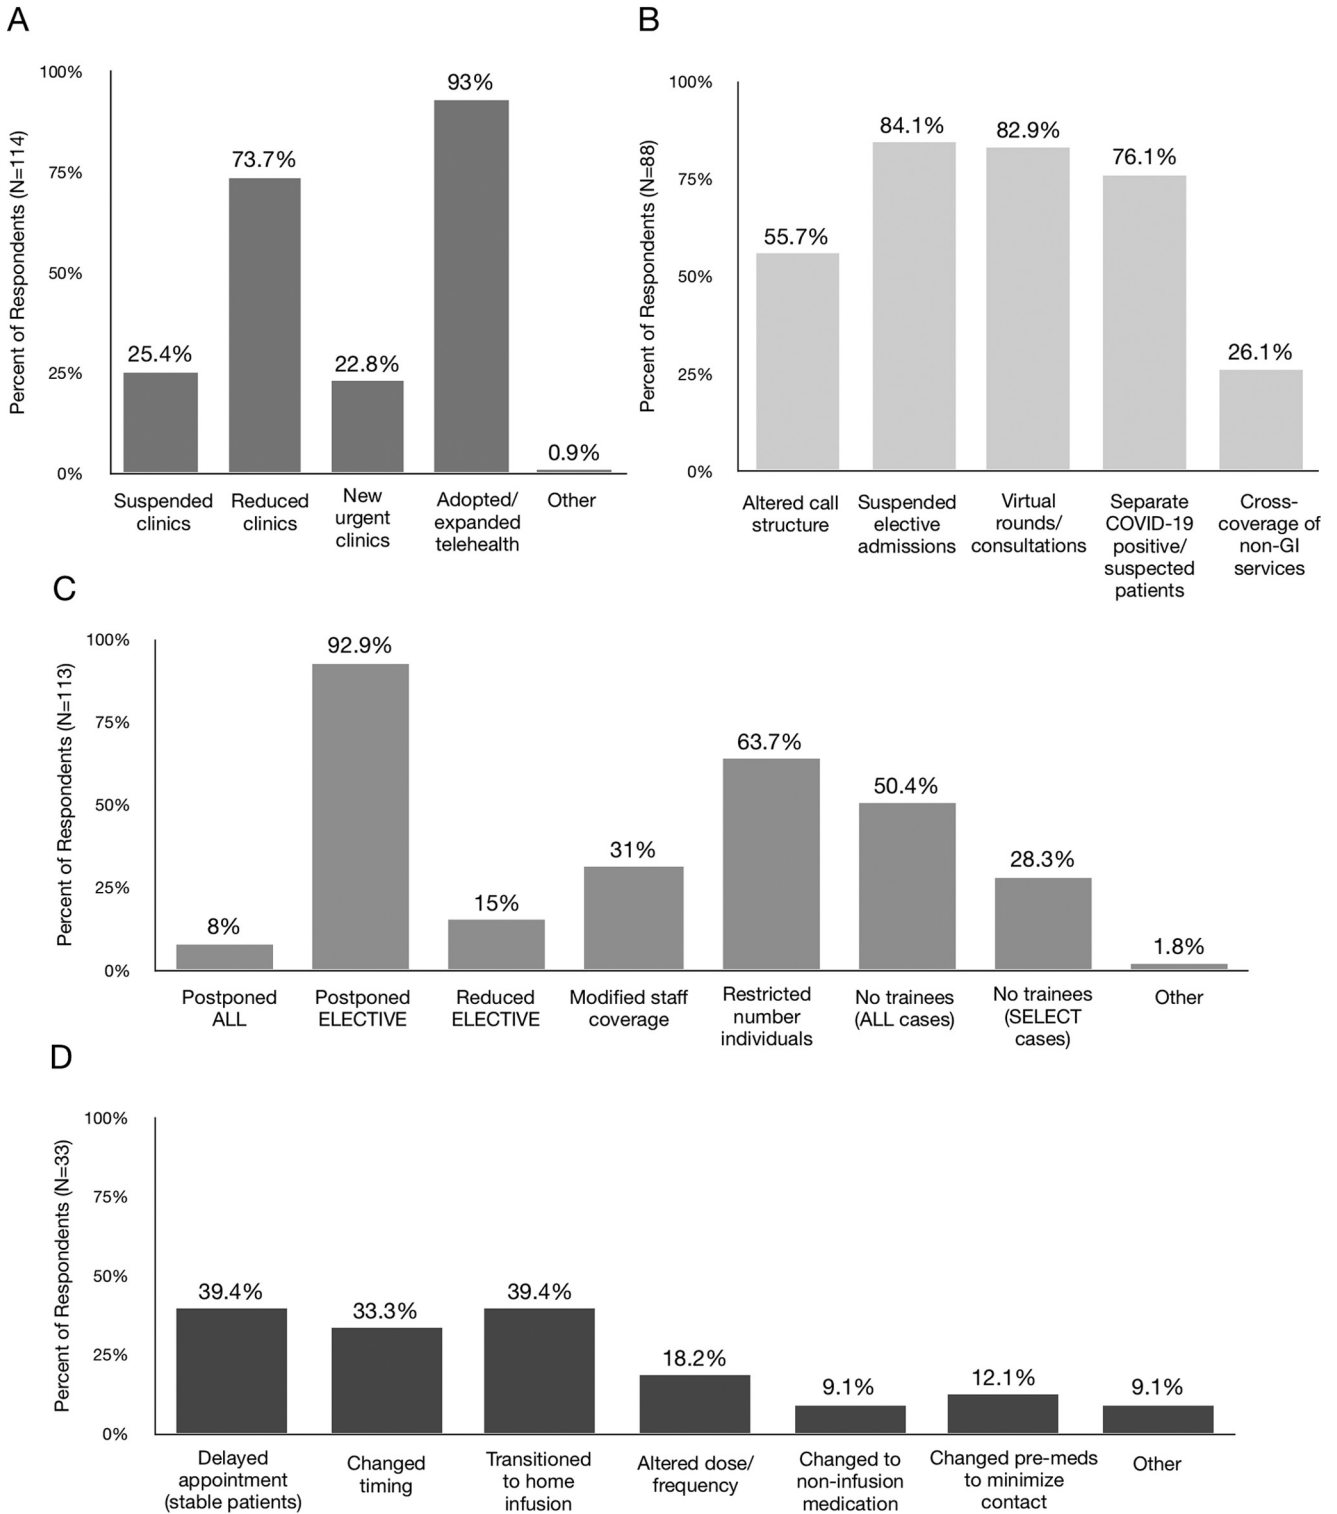 A
Percent of Respondents (N=114)
100%
75%
50%
25%
0%
25.4%
73.7%
22.8%
93%
0.9%
Suspended
clinics
Reduced
clinics
New
urgent
clinics
Adopted/
expanded
telehealth
Other
B
Percent of Respondents (N=88)
100%
75%
50%
25%
0%
55.7%
84.1%
82.9%
76.1%
26.1%
Altered call
structure
Suspended
elective
admissions
Virtual
rounds/
consultations
Separate
COVID-19
positive/
suspected
patients
Cross-
coverage of
non-GI
services
C
Percent of Respondents (N=113)
100%
75%
50%
25%
0%
8%
92.9%
15%
31%
63.7%
50.4%
28.3%
1.8%
Postponed
ALL
Postponed
ELECTIVE
Reduced
ELECTIVE
Modified staff
coverage
Restricted
number
individuals
No trainees
(ALL cases)
No trainees
(SELECT
cases)
Other
D
Percent of Respondents (N=33)
100%
75%
50%
25%
0%
39.4%
33.3%
39.4%
18.2%
9.1%
12.1%
9.1%
Delayed
appointment
(stable patients)
Changed
timing
Transitioned
to home
infusion
Altered dose/
frequency
Changed to
non-infusion
medication
Changed pre-meds
to minimize
contact
Other